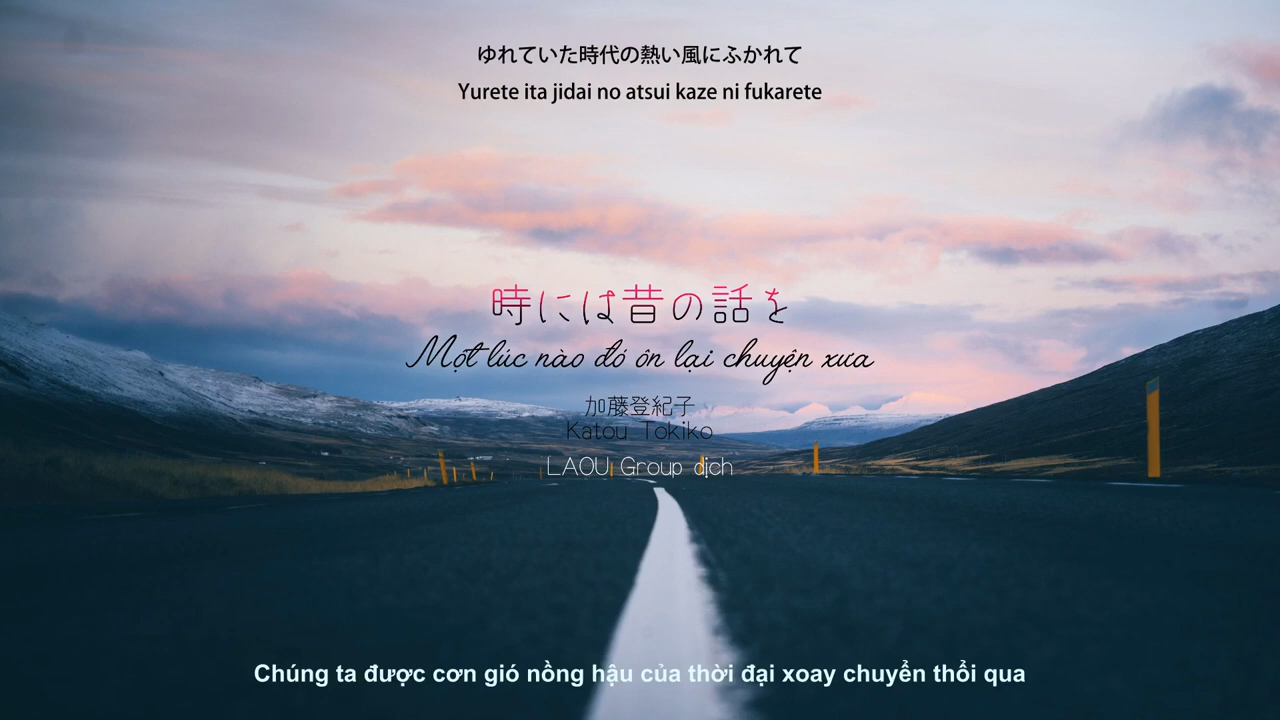 ゆれていた時代の熱い風にふかれて
Yurete ita jidai no atsui kaze ni fukarete
時には昔の話を
Một lúc nào đó ôn lại chuyện xưa
加藤登紀子
Katou Tokiko
LAOU Group dịch
Chúng ta được cơn gió nồng hậu của thời đại xoay chuyển thổi qua